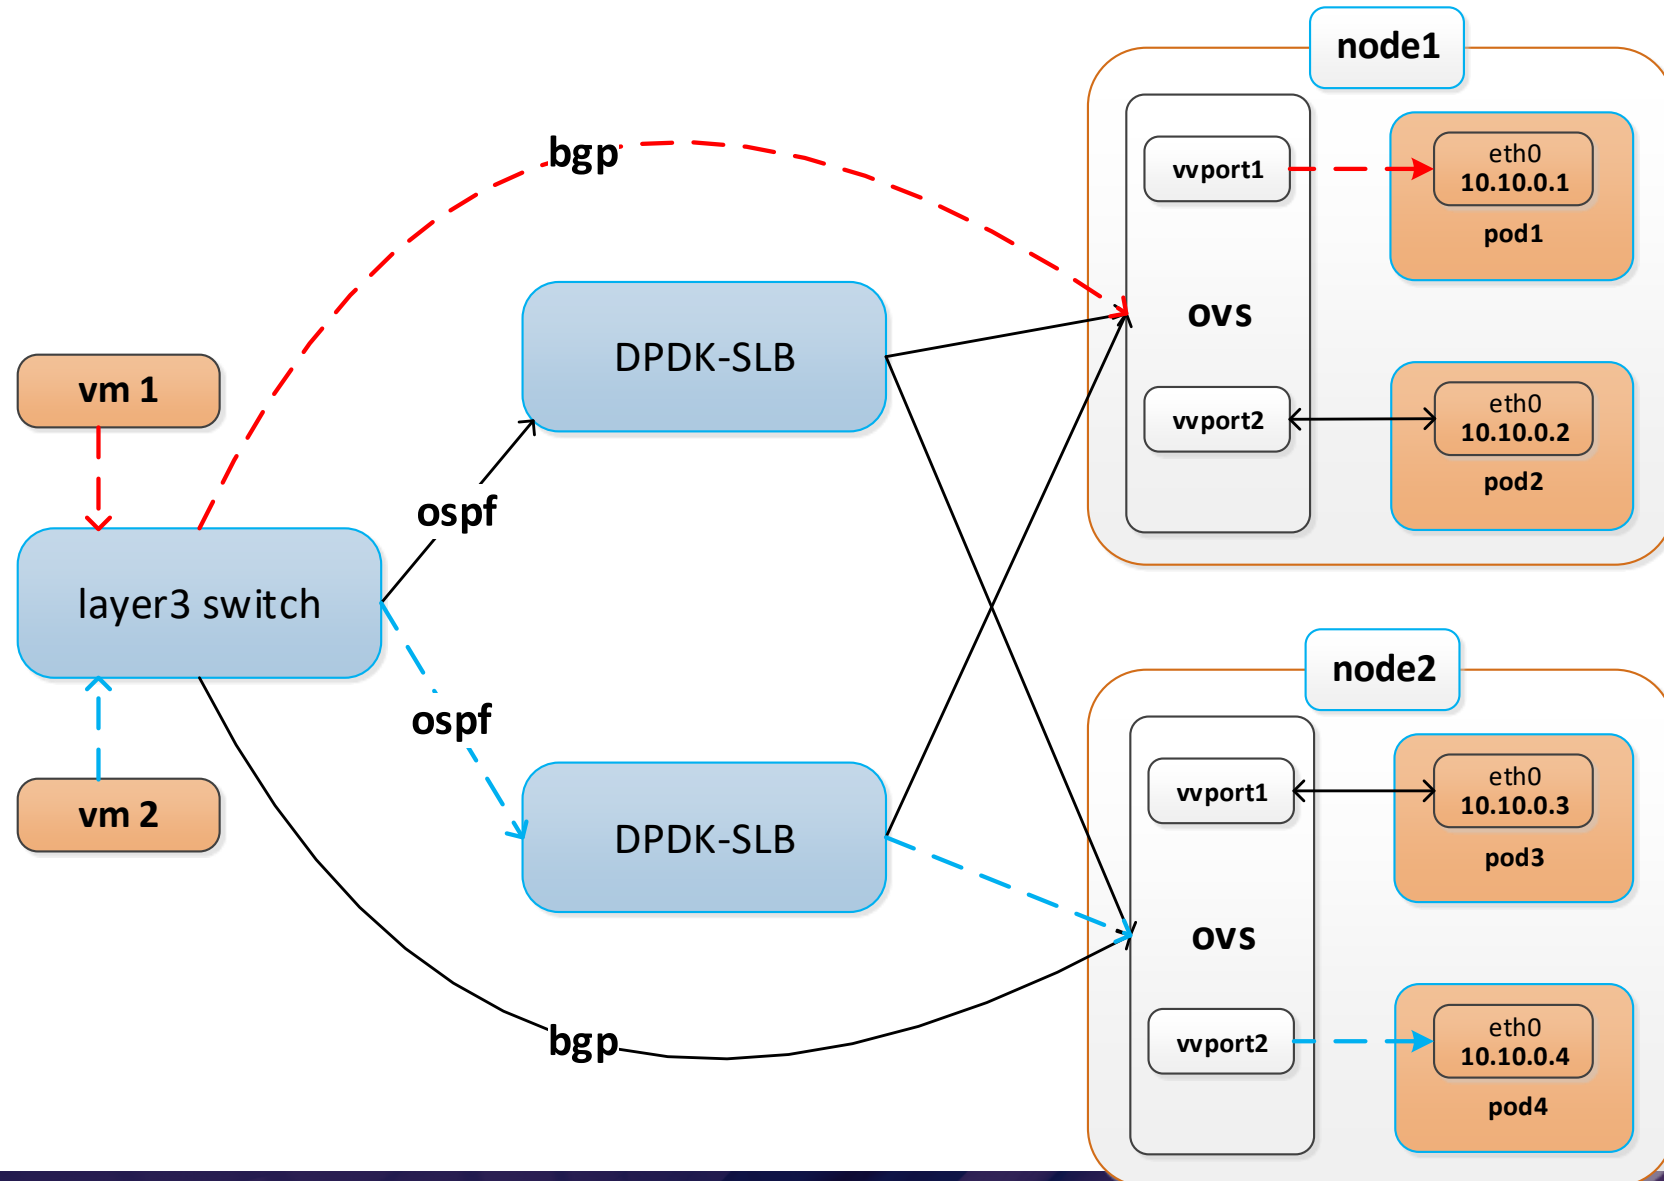 node1
bgp
vvport1
eth0
10.10.0.1
pod1
ovs
DPDK-SLB
vm 1
vvport2
eth0
10.10.0.2
pod2
ospf
layer3 switch
node2
ospf
vvport1
eth0
10.10.0.3
pod3
vm 2
DPDK-SLB
ovs
bgp
vvport2
eth0
10.10.0.4
pod4